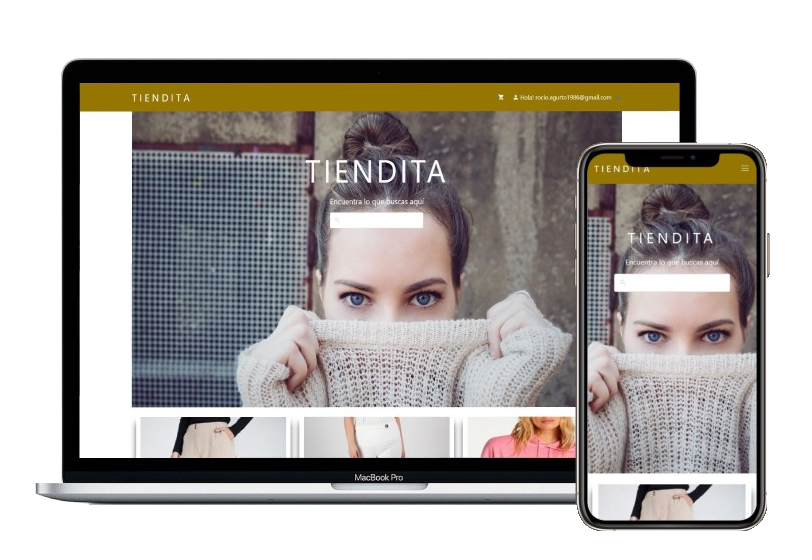 TIENDITA
Hola! rocio.agurto1986@gmail.com
TIENDITA
Encuentra lo que buscas aquí
MacBook Pro
TIENDITA
TIENDITA
Encuentra lo que buscas aquí